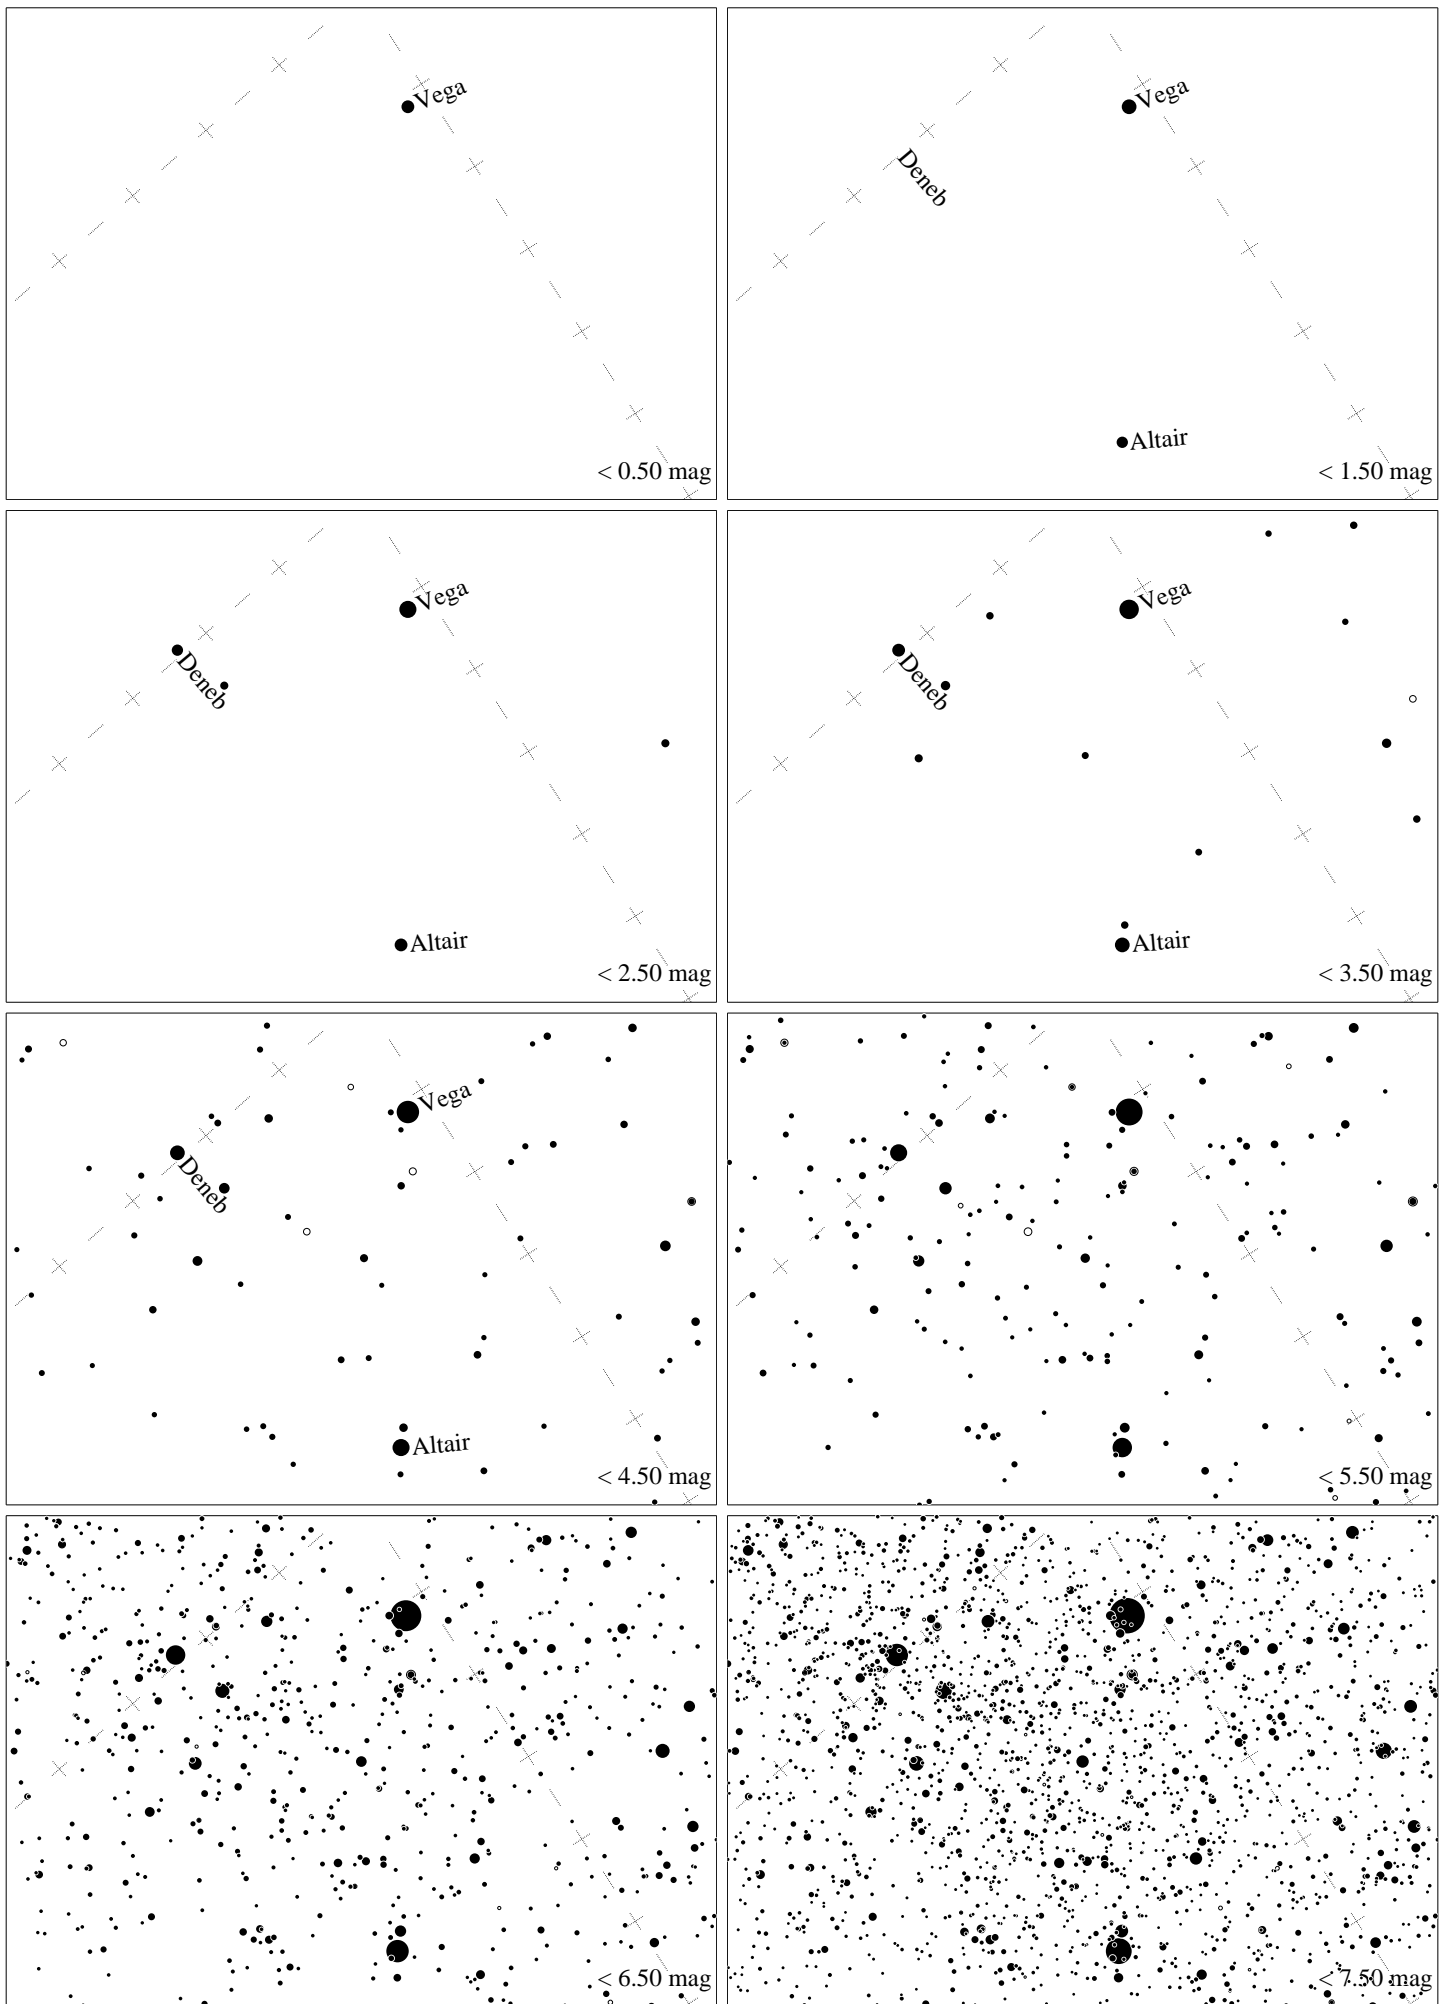 Vega
< 0.50 mag
Vega
Deneb
Altair
< 1.50 mag
Vega
Deneb
Altair
< 2.50 mag
Vega
Deneb
Altair
< 3.50 mag
Vega
Deneb
Altair
< 4.50 mag
< 5.50 mag
< 6.50 mag
< 7.50 mag